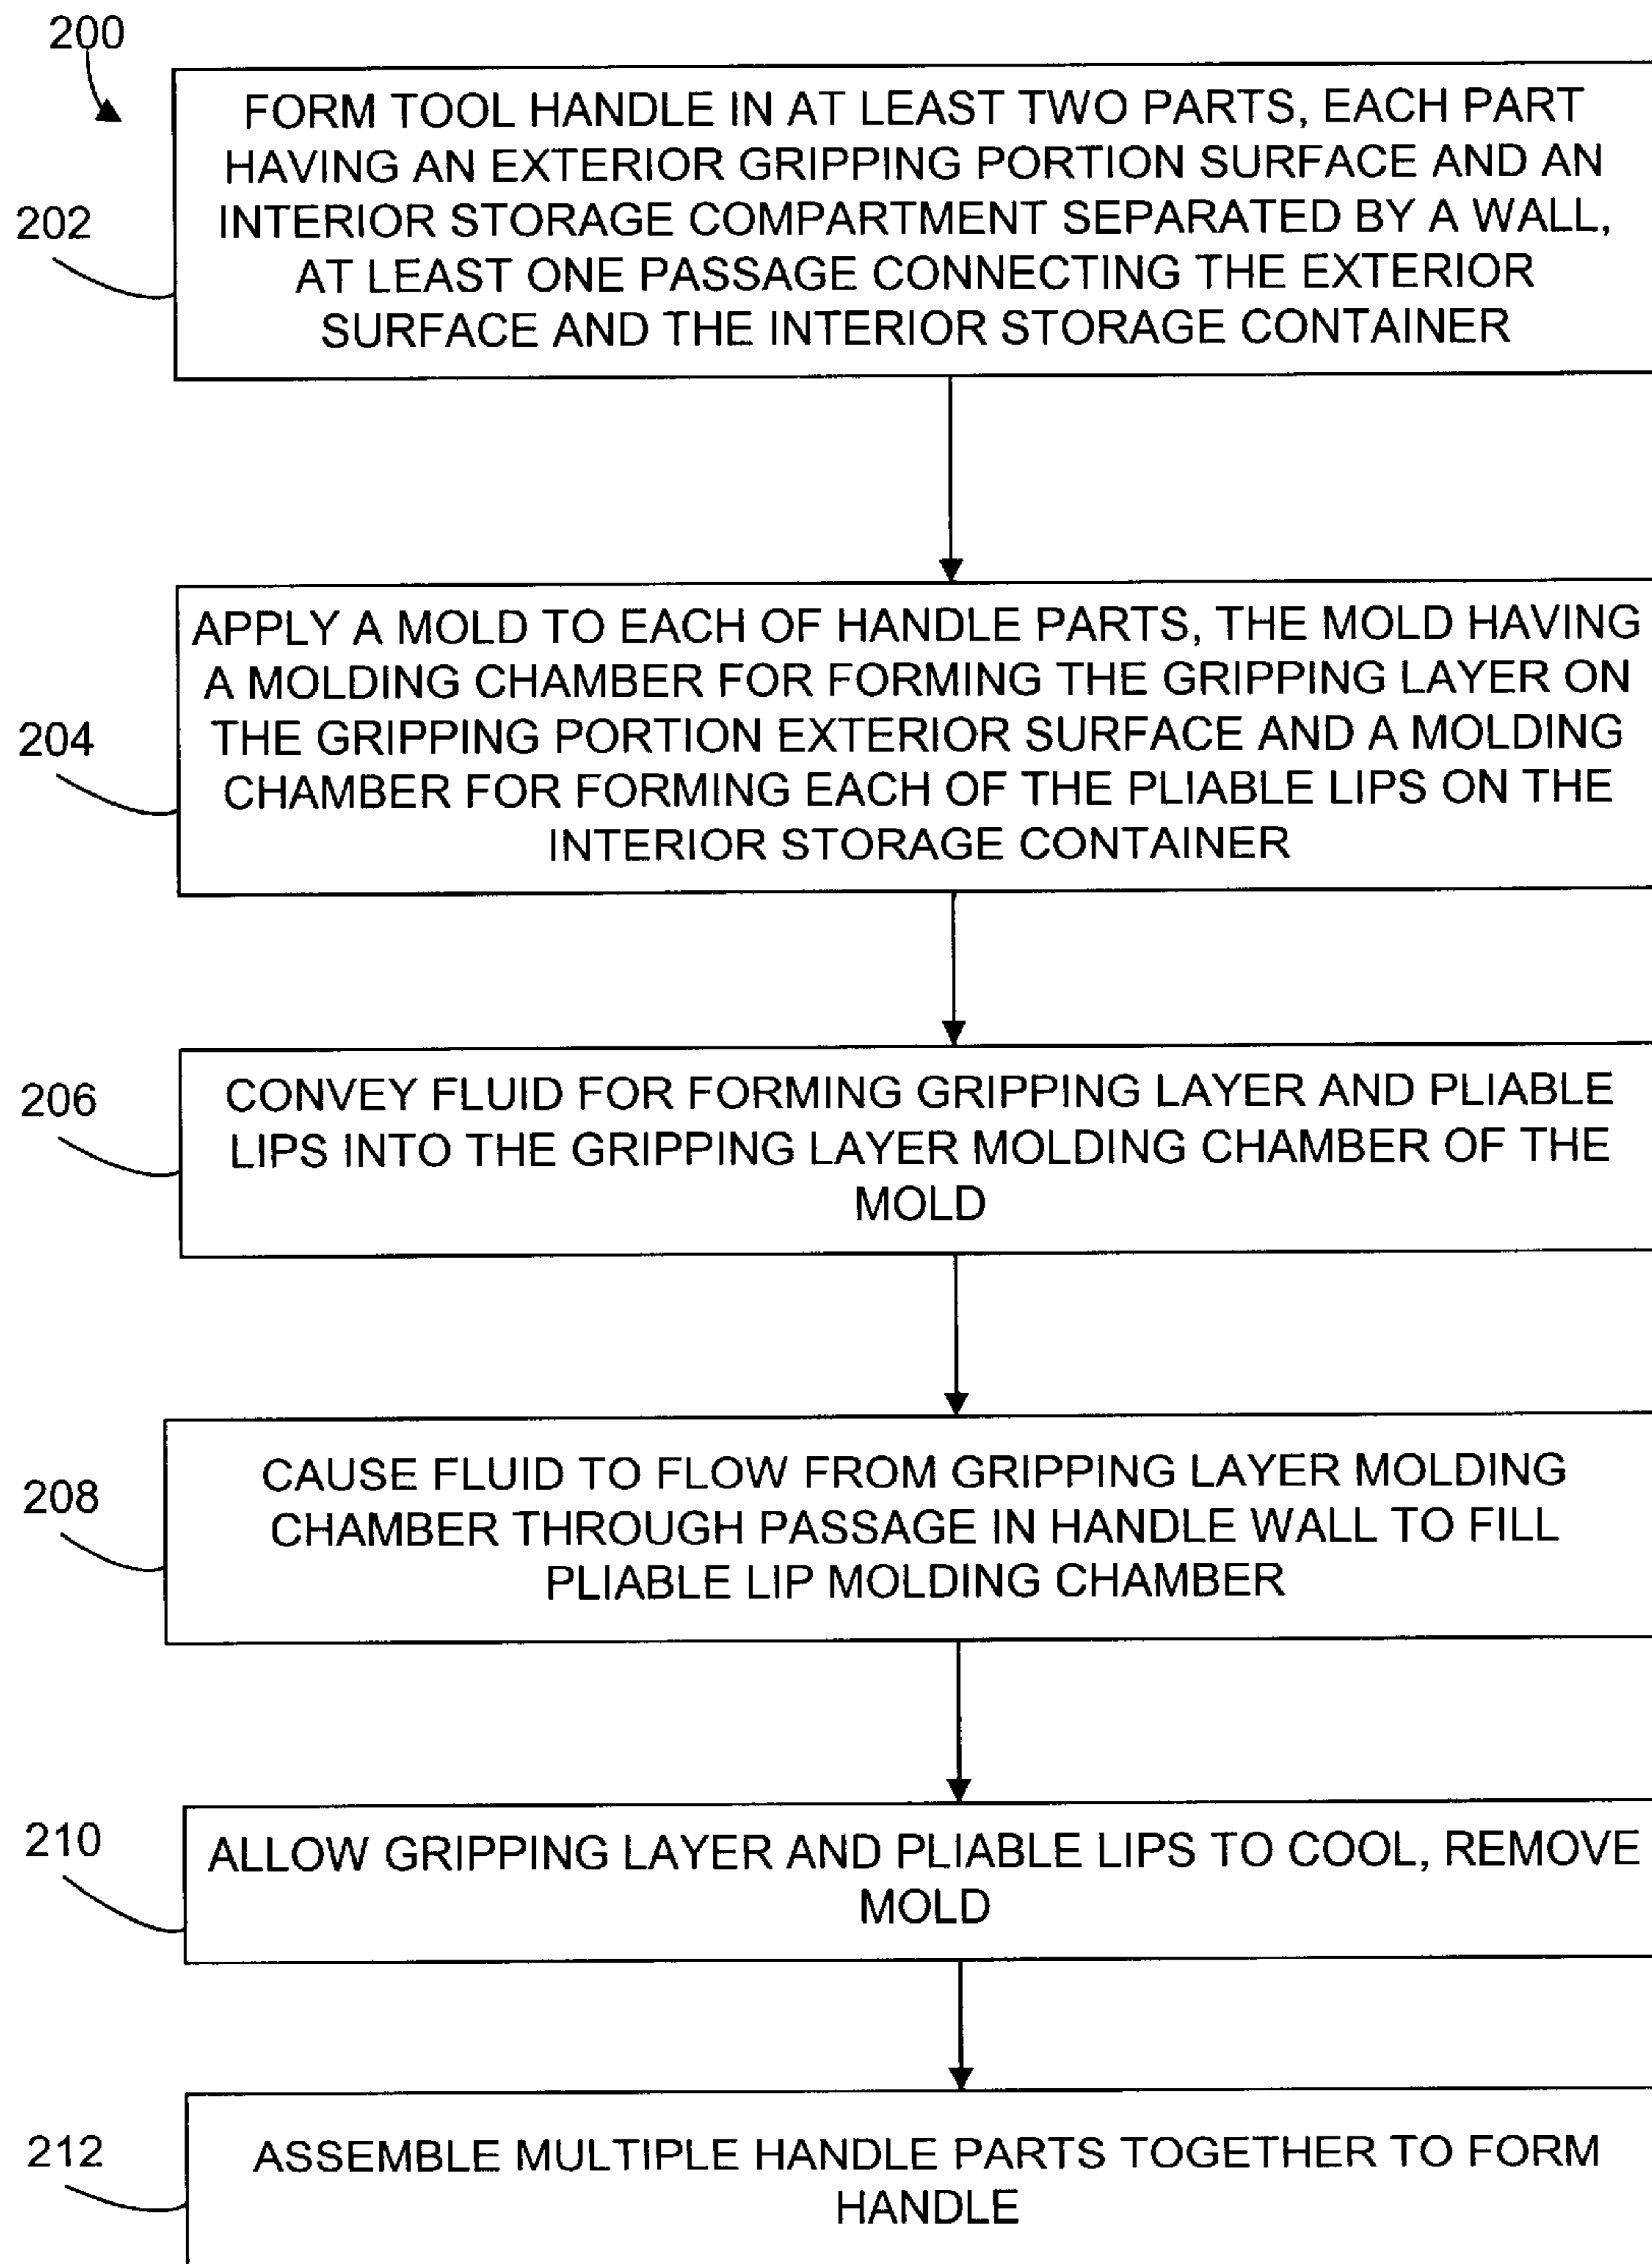 200
FORM TOOL HANDLE IN AT LEAST TWO PARTS, EACH PART
HAVING AN EXTERIOR GRIPPING PORTION SURFACE AND AN
202
INTERIOR STORAGE COMPARTMENT SEPARATED BY A WALL,
AT LEAST ONE PASSAGE CONNECTING THE EXTERIOR
SURFACE AND THE INTERIOR STORAGE CONTAINER
APPLY A MOLD TO EACH OF HANDLE PARTS, THE MOLD HAVING
A MOLDING CHAMBER FOR FORMING THE GRIPPING LAYER ON
204
THE GRIPPING PORTION EXTERIOR SURFACE AND A MOLDING
CHAMBER FOR FORMING EACH OF THE PLIABLE LIPS ON THE
INTERIOR STORAGE CONTAINER
206
CONVEY FLUID FOR FORMING GRIPPING LAYER AND PLIABLE
LIPS INTO THE GRIPPING LAYER MOLDING CHAMBER OF THE
MOLD
208
CAUSE FLUID TO FLOW FROM GRIPPING LAYER MOLDING
CHAMBER THROUGH PASSAGE IN HANDLE WALL TO FILL
PLIABLE LIP MOLDING CHAMBER
210
ALLOW GRIPPING LAYER AND PLIABLE LIPS TO COOL, REMOVE
MOLD
212
ASSEMBLE MULTIPLE HANDLE PARTS TOGETHER TO FORM
HANDLE